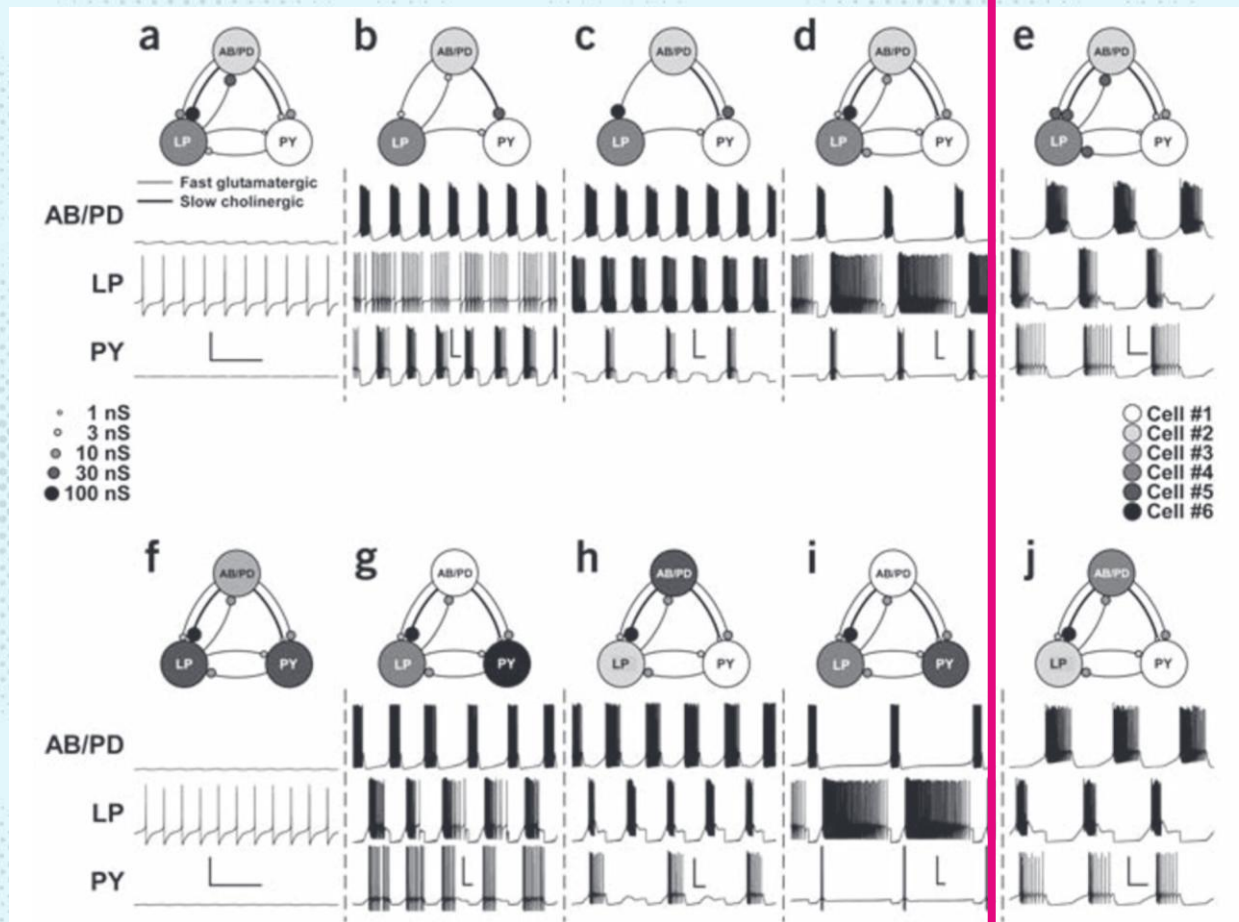 a b c d e
AB/PD AB/PD AB/PD AB/PD AB/PD
LP PY LP PY LP PY LP PY LP PY
Fast glutamatergic
Slow cholinergic
AB/PD
LP
PY
1 nS
3 nS
10 nS
30 nS
100 nS
Cell #1
Cell #2
Cell #3
Cell #4
Cell #5
Cell #6
f g h i j
AB/PD AB/PD AB/PD AB/PD AB/PD
LP PY LP PY LP PY LP PY LP PY
AB/PD
LP
PY